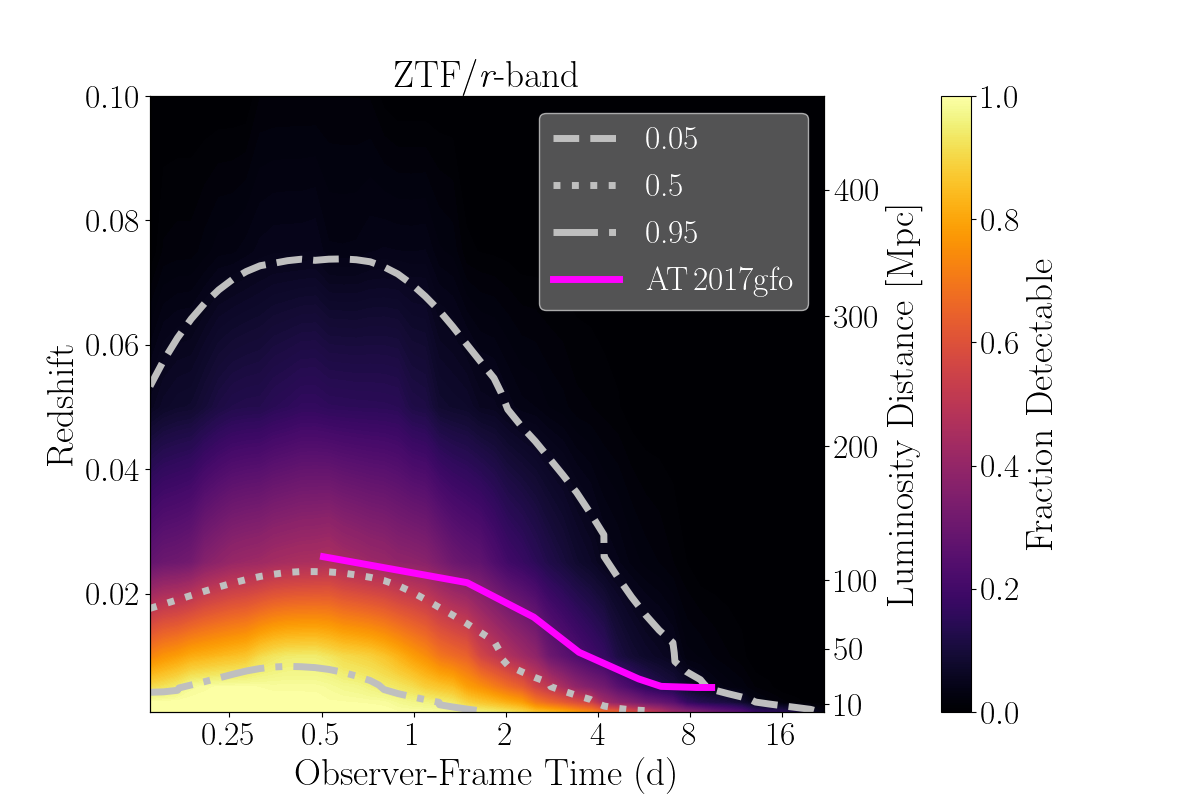 ZTF/r-band
0.10
0.08
0.06
0.04
0.02
Redshift
0.05
0.5
0.95
AT 2017gfo
400
300
200
100
50
10
Luminosity Distance [Mpc]
1.0
0.8
0.6
0.4
0.2
0.0
Fraction Detectable
0.25 0.5 1 2 4 8 16
Observer-Frame Time (d)